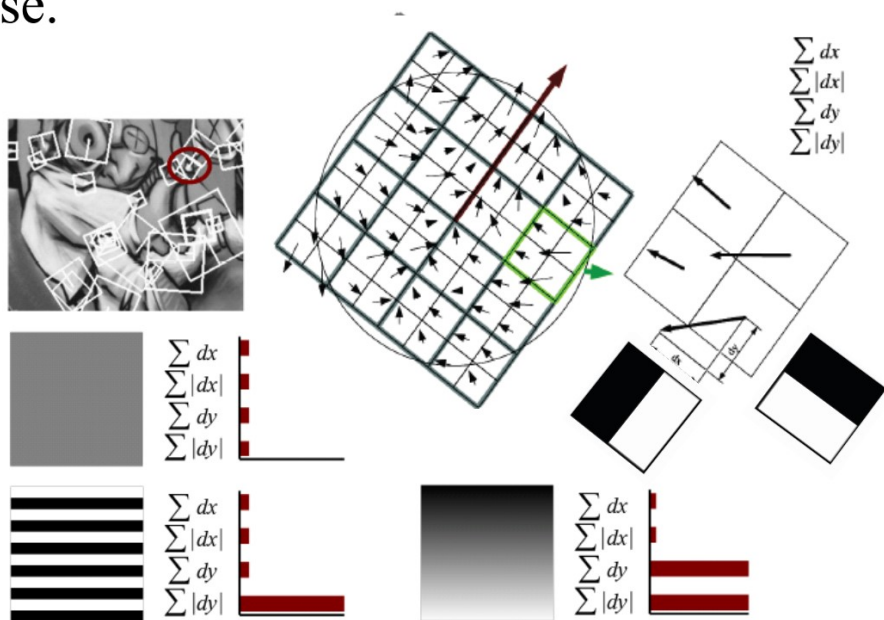 se.
∑ dx
∑ |dx|
∑ dy
∑ |dy|
dx
dy
∑ dx
∑ |dx|
∑ dy
∑ |dy|
∑ dx
∑ |dx|
∑ dy
∑ |dy|
∑ dx
∑ |dx|
∑ dy
∑ |dy|